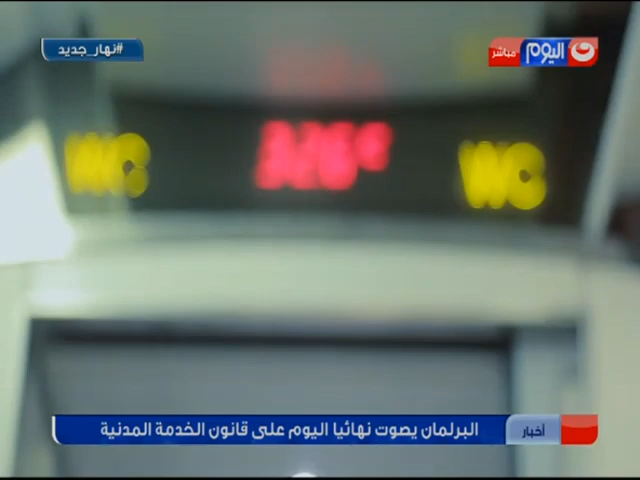 #نهار_جديد
اليوم مباشر
WC
WC
أخبار
البرلمان يصوت نهائيا اليوم على قانون الخدمة المدنية